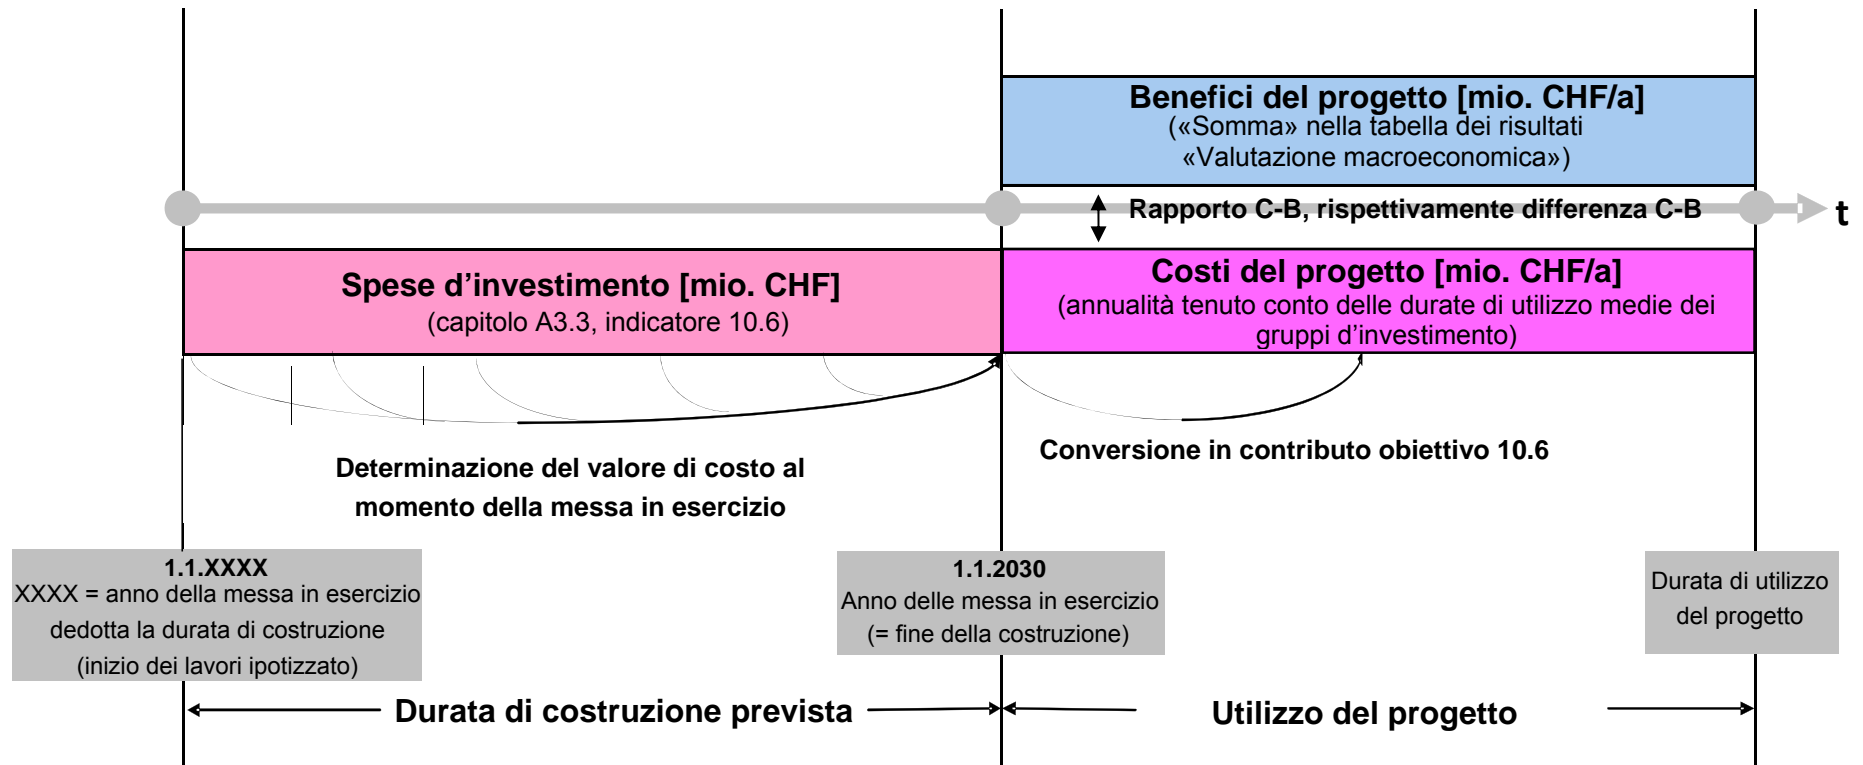 Benefici del progetto [mio. CHF/a]
(«Somma» nella tabella dei risultati
«Valutazione macroeconomica»)
Rapporto C-B, rispettivamente differenza C-B
t
Spese d’investimento [mio. CHF]
(capitolo A3.3, indicatore 10.6)
Costi del progetto [mio. CHF/a]
(annualità tenuto conto delle durate di utilizzo medie dei
gruppi d’investimento)
Determinazione del valore di costo al
momento della messa in esercizio
Conversione in contributo obiettivo 10.6
1.1.XXXX
XXXX = anno della messa in esercizio
dedotta la durata di costruzione
(inizio dei lavori ipotizzato)
1.1.2030
Anno delle messa in esercizio
(= fine della costruzione)
Durata di utilizzo
del progetto
Durata di costruzione prevista
Utilizzo del progetto